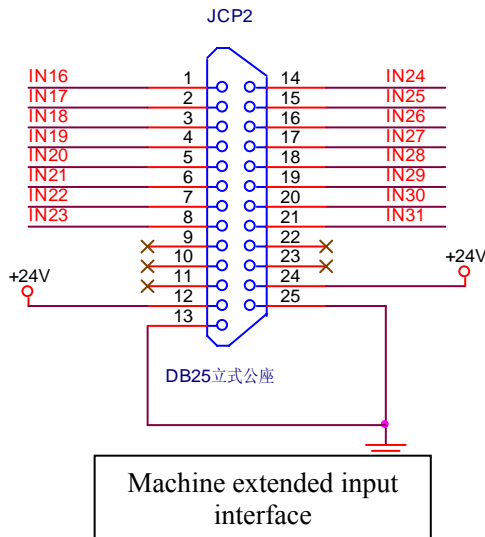 JCP2
IN16 1 14 IN24
IN17 2 15 IN25
IN18 3 16 IN26
IN19 4 17 IN27
IN20 5 18 IN28
IN21 6 19 IN29
IN22 7 20 IN30
IN23 8 21 IN31
9 22
10 23
+24V 11 24 +24V
12 25
13
DB25立式公座
Machine extended input
interface